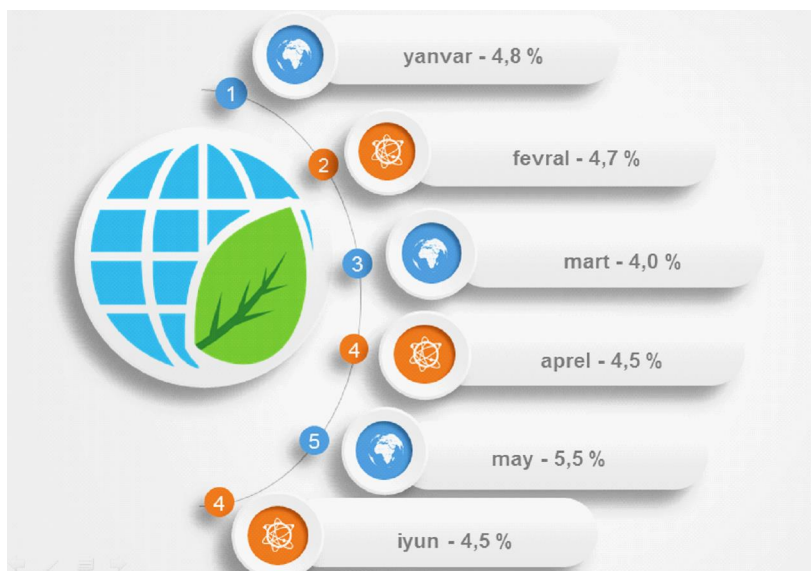 1
yanvar - 4,8 %
2
fevral - 4,7 %
3
mart - 4,0 %
4
aprel - 4,5 %
5
may - 5,5 %
4
iyun - 4,5 %